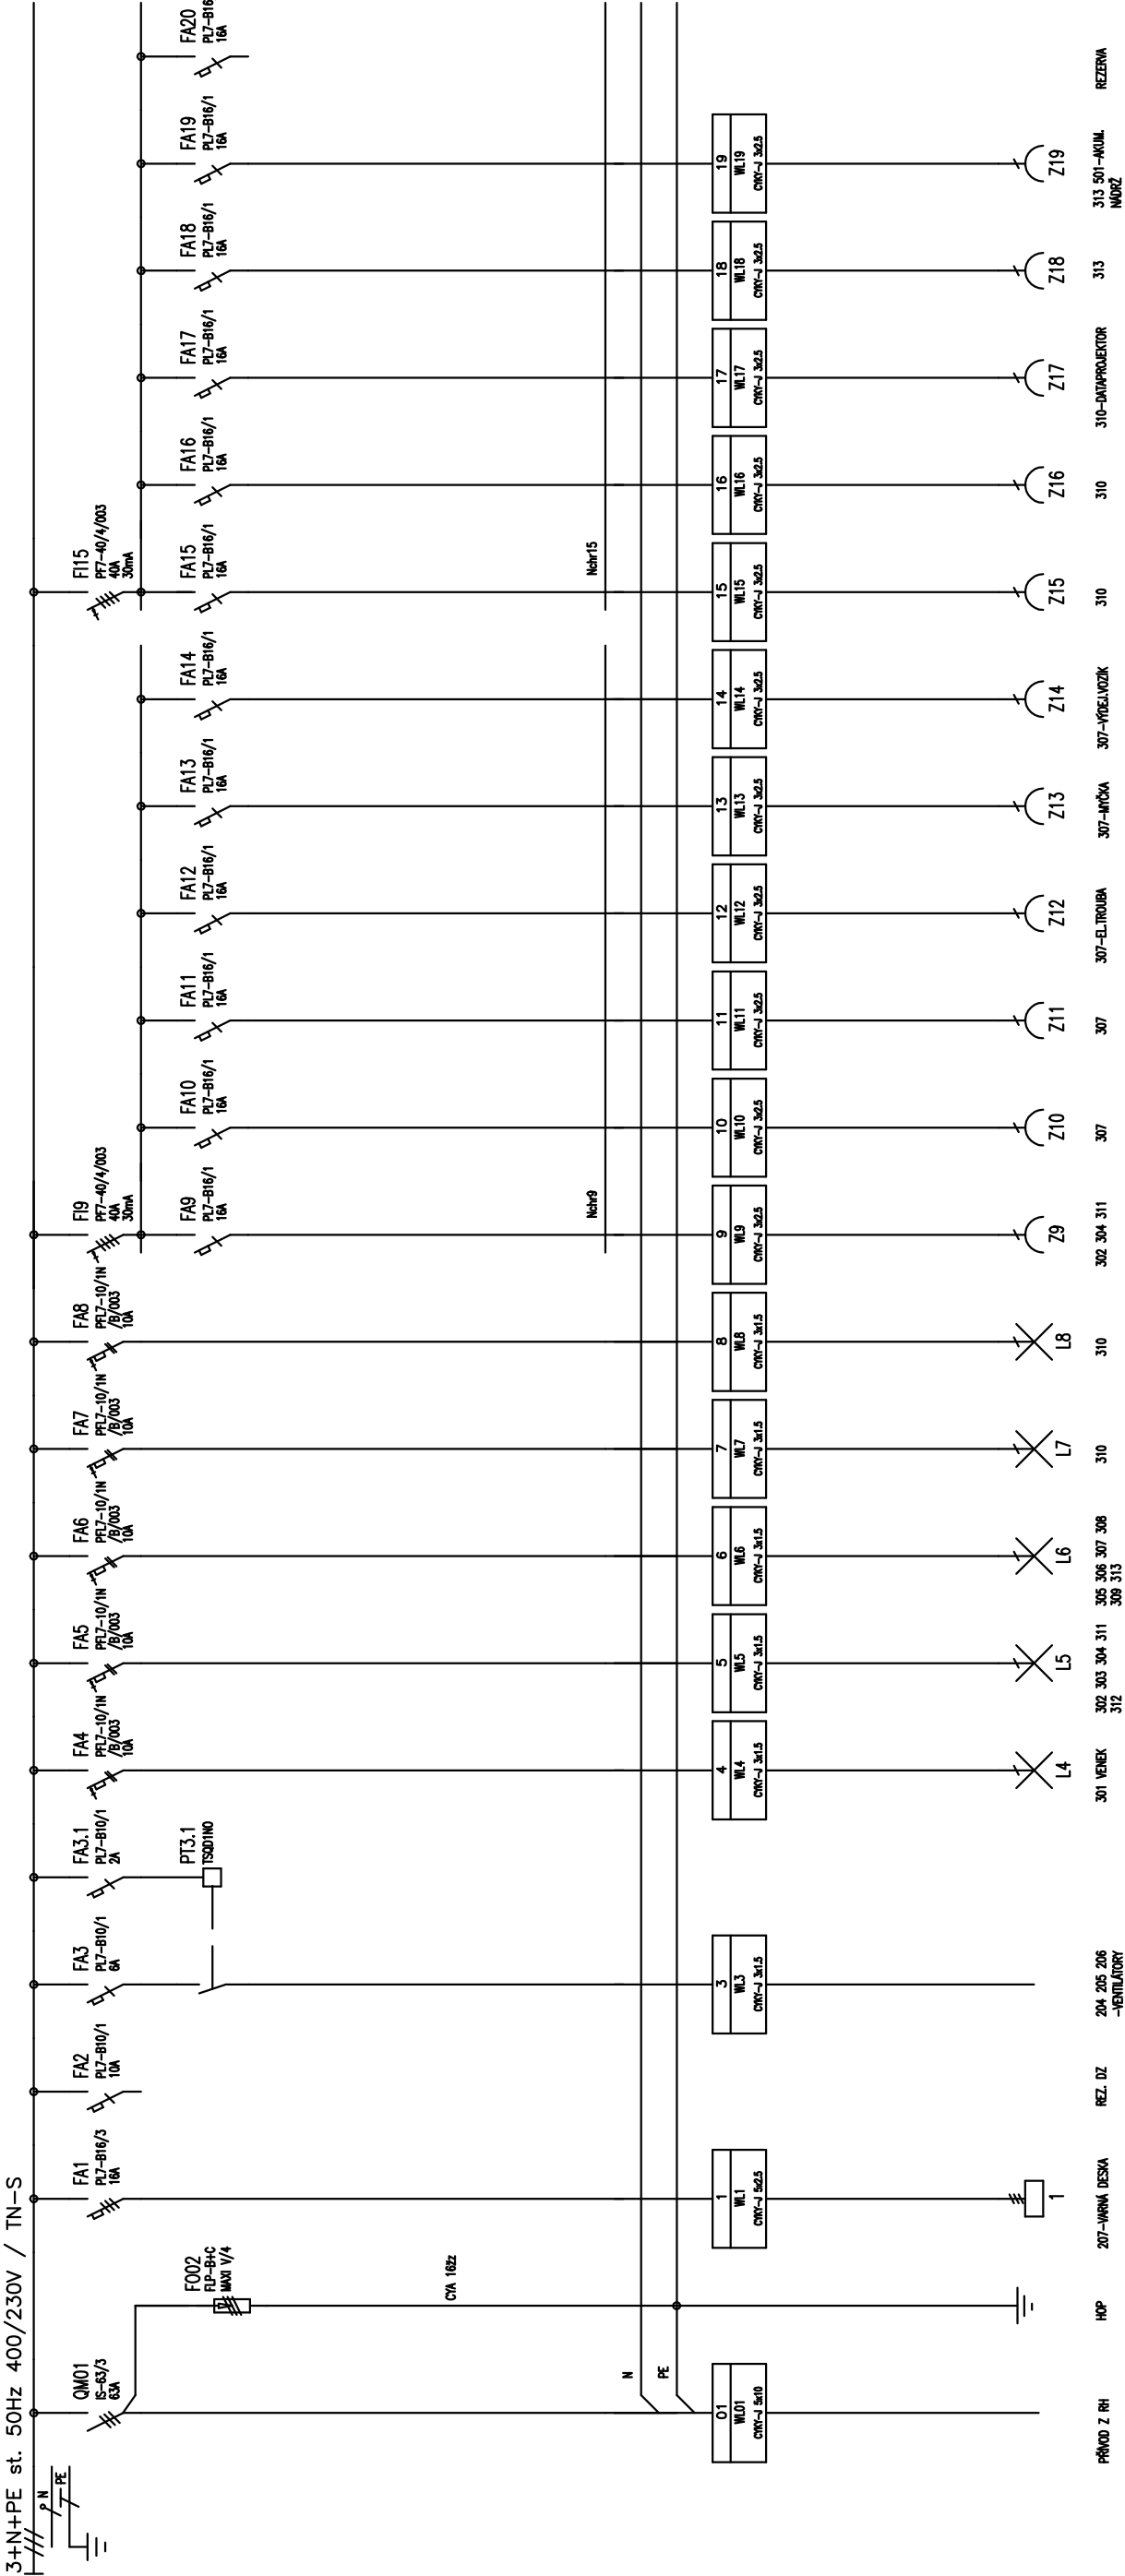 3+N+PE st. 50Hz 400/230V / TN-S
N
PE
QM01
IS-63/3
63A
N
PE
01
WL01
CYKY-J 5x10
PŘÍVOD Z RH
FO02
FLP-B+C
MAXI V/4
CYA 16žz
HOP
FA1
PL7-B16/3
16A
1
WL1
CYKY-J 5x2.5
1
207-VARNÁ DESKA
FA2
PL7-B10/1
10A
REZ. DZ
FA3
PL7-B10/1
6A
3
WL3
CYKY-J 3x1.5
204 205 206
-VENTILÁTORY
FA3.1
PL7-B10/1
2A
PT3.1
TSQD1NO
FA4
PFL7-10/1N
/B/003
10A
4
WL4
CYKY-J 3x1.5
L4
301 VENEK
FA5
PFL7-10/1N
/B/003
10A
5
WL5
CYKY-J 3x1.5
L5
302 303 304 311
312
FA6
PFL7-10/1N
/B/003
10A
6
WL6
CYKY-J 3x1.5
L6
305 306 307 308
309 313
FA7
PFL7-10/1N
/B/003
10A
7
WL7
CYKY-J 3x1.5
L7
310
FA8
PFL7-10/1N
/B/003
10A
8
WL8
CYKY-J 3x1.5
L8
310
FI9
PF7-40/4/003
40A
30mA
FA9
PL7-B16/1
16A
Nchr9
9
WL9
CYKY-J 3x2.5
Z9
302 304 311
FA10
PL7-B16/1
16A
10
WL10
CYKY-J 3x2.5
Z10
307
FA11
PL7-B16/1
16A
11
WL11
CYKY-J 3x2.5
Z11
307
FA12
PL7-B16/1
16A
12
WL12
CYKY-J 3x2.5
Z12
307-EL.TROUBA
FA13
PL7-B16/1
16A
13
WL13
CYKY-J 3x2.5
Z13
307-MYČKA
FA14
PL7-B16/1
16A
14
WL14
CYKY-J 3x2.5
Z14
307-VÝDEJ.VOZÍK
FI15
PF7-40/4/003
40A
30mA
FA15
PL7-B16/1
16A
Nchr15
15
WL15
CYKY-J 3x2.5
Z15
310
FA16
PL7-B16/1
16A
16
WL16
CYKY-J 3x2.5
Z16
310
FA17
PL7-B16/1
16A
17
WL17
CYKY-J 3x2.5
Z17
310-DATAPROJEKTOR
FA18
PL7-B16/1
16A
18
WL18
CYKY-J 3x2.5
Z18
313
FA19
PL7-B16/1
16A
19
WL19
CYKY-J 3x2.5
Z19
313 501-AKUM.
NÁDRŽ
FA20
PL7-B16
16A
REZERVA